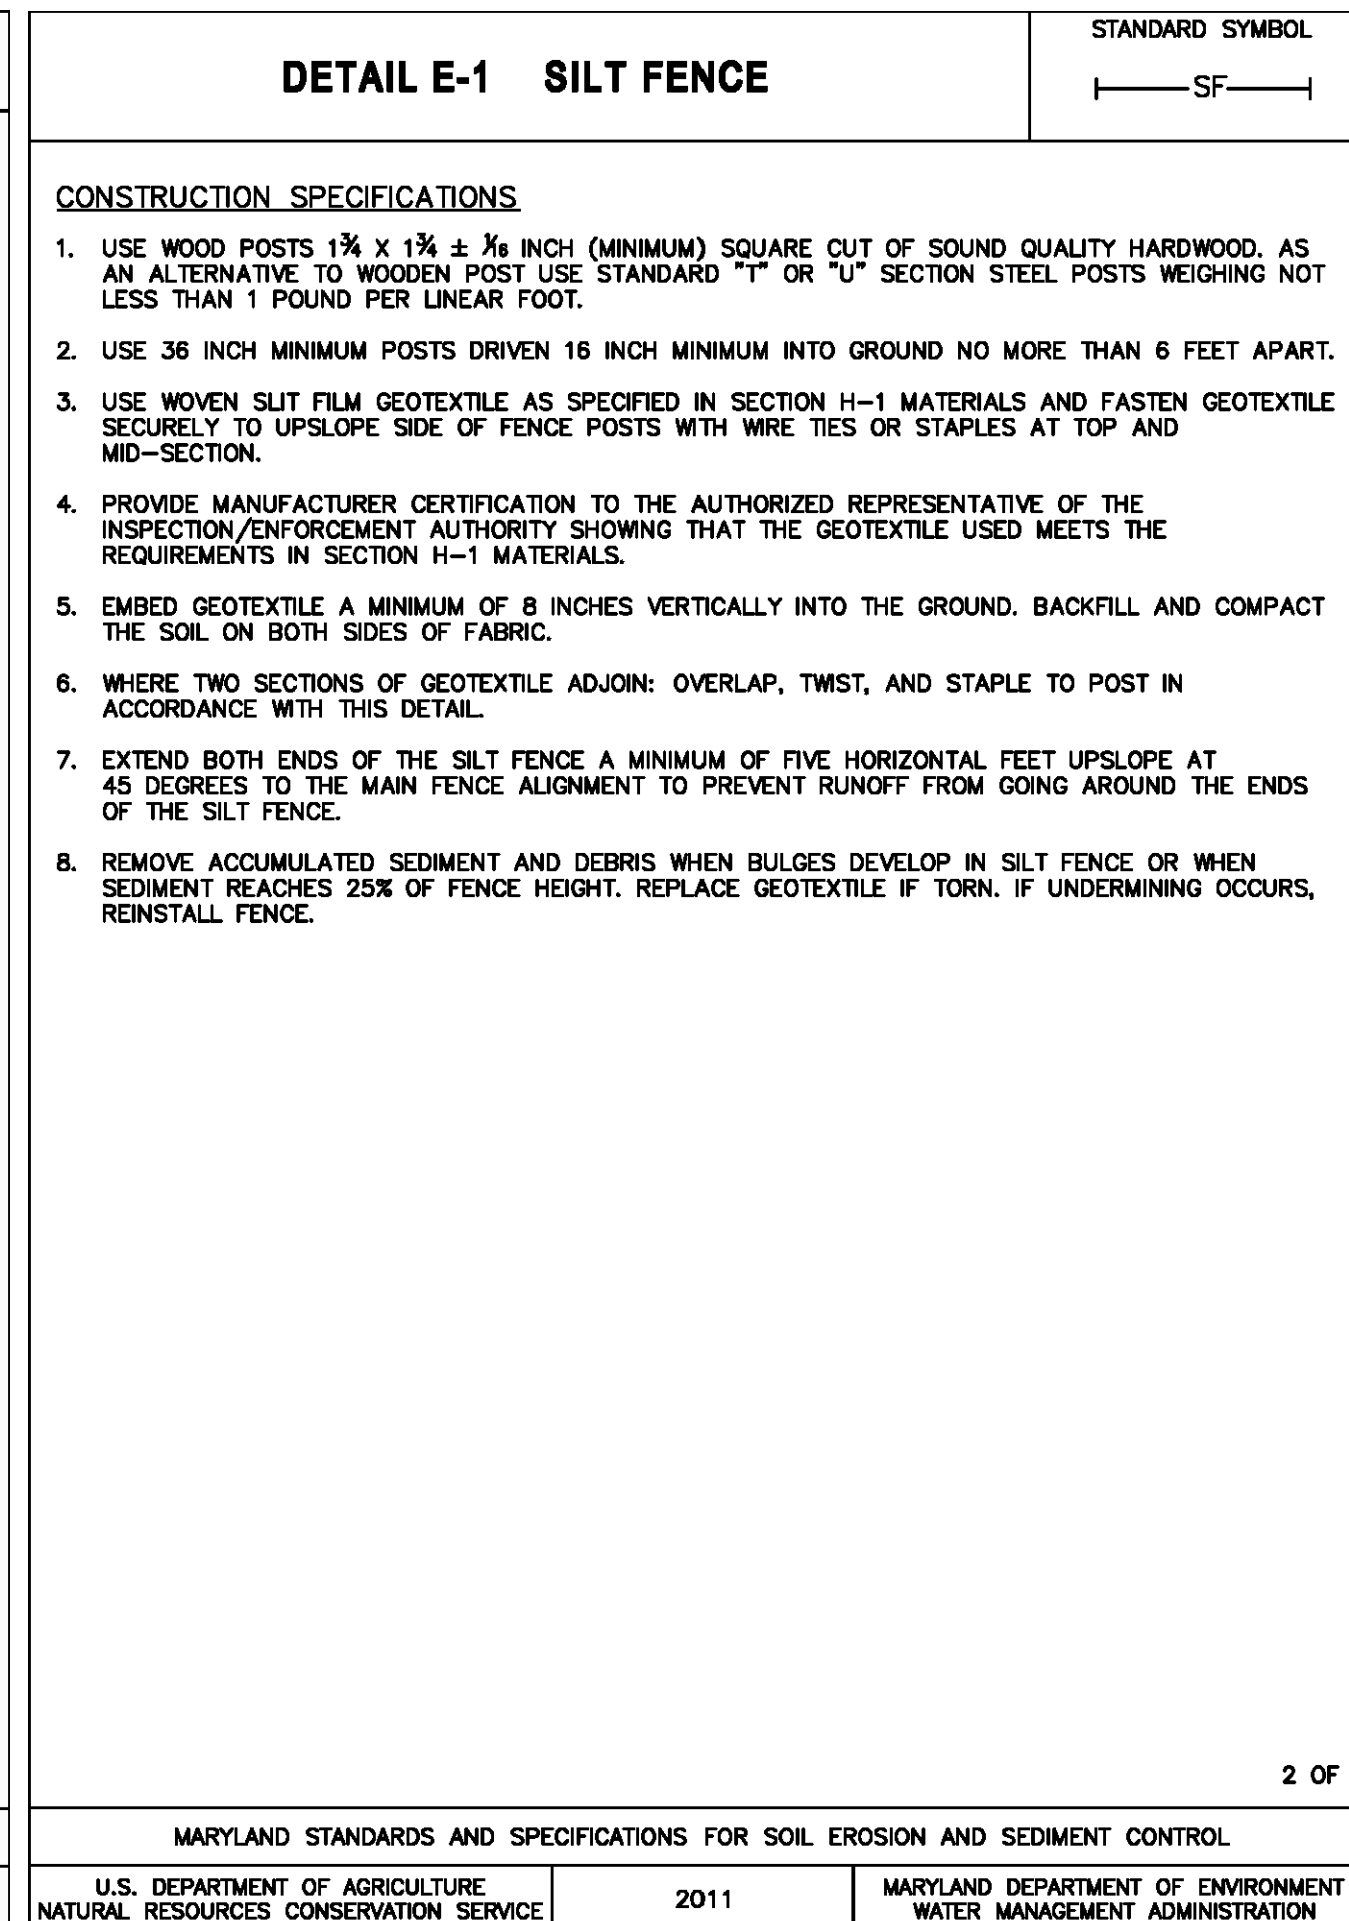 DETAIL E-1 SILT FENCE
STANDARD SYMBOL
SF
CONSTRUCTION SPECIFICATIONS
1. USE WOOD POSTS 1¾ X 1¾ ± 1⁄16 INCH (MINIMUM) SQUARE CUT OF SOUND QUALITY HARDWOOD. AS
AN ALTERNATIVE TO WOODEN POST USE STANDARD "T" OR "U" SECTION STEEL POSTS WEIGHING NOT
LESS THAN 1 POUND PER LINEAR FOOT.
2. USE 36 INCH MINIMUM POSTS DRIVEN 16 INCH MINIMUM INTO GROUND NO MORE THAN 6 FEET APART.
3. USE WOVEN SLIT FILM GEOTEXTILE AS SPECIFIED IN SECTION H-1 MATERIALS AND FASTEN GEOTEXTILE
SECURELY TO UPSLOPE SIDE OF FENCE POSTS WITH WIRE TIES OR STAPLES AT TOP AND
MID-SECTION.
4. PROVIDE MANUFACTURER CERTIFICATION TO THE AUTHORIZED REPRESENTATIVE OF THE
INSPECTION/ENFORCEMENT AUTHORITY SHOWING THAT THE GEOTEXTILE USED MEETS THE
REQUIREMENTS IN SECTION H-1 MATERIALS.
5. EMBED GEOTEXTILE A MINIMUM OF 8 INCHES VERTICALLY INTO THE GROUND. BACKFILL AND COMPACT
THE SOIL ON BOTH SIDES OF FABRIC.
6. WHERE TWO SECTIONS OF GEOTEXTILE ADJOIN: OVERLAP, TWIST, AND STAPLE TO POST IN
ACCORDANCE WITH THIS DETAIL.
7. EXTEND BOTH ENDS OF THE SILT FENCE A MINIMUM OF FIVE HORIZONTAL FEET UPSLOPE AT
45 DEGREES TO THE MAIN FENCE ALIGNMENT TO PREVENT RUNOFF FROM GOING AROUND THE ENDS
OF THE SILT FENCE.
8. REMOVE ACCUMULATED SEDIMENT AND DEBRIS WHEN BULGES DEVELOP IN SILT FENCE OR WHEN
SEDIMENT REACHES 25% OF FENCE HEIGHT. REPLACE GEOTEXTILE IF TORN. IF UNDERMINING OCCURS,
REINSTALL FENCE.
2 OF
MARYLAND STANDARDS AND SPECIFICATIONS FOR SOIL EROSION AND SEDIMENT CONTROL
U.S. DEPARTMENT OF AGRICULTURE
NATURAL RESOURCES CONSERVATION SERVICE
2011
MARYLAND DEPARTMENT OF ENVIRONMENT
WATER MANAGEMENT ADMINISTRATION